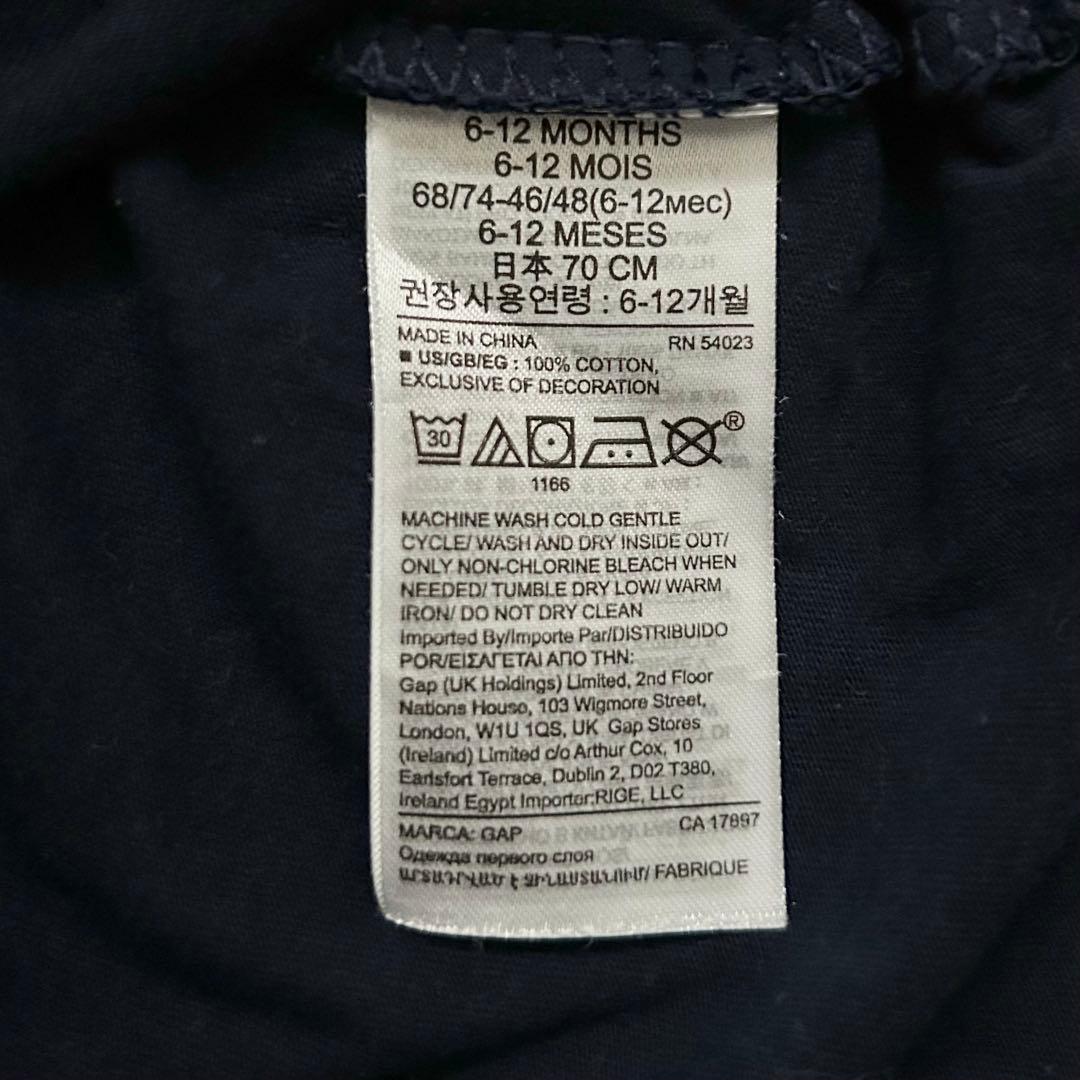 6-12 MONTHS
6-12 MOIS
68/74-46/48(6-12мес)
6-12 MESES
日本 70 CM
권장사용연령 : 6-12개월
MADE IN CHINA RN 54023
■ US/GB/EG : 100% COTTON,
EXCLUSIVE OF DECORATION
30 ®
1166
MACHINE WASH COLD GENTLE
CYCLE/ WASH AND DRY INSIDE OUT/
ONLY NON-CHLORINE BLEACH WHEN
NEEDED/ TUMBLE DRY LOW/ WARM
IRON/ DO NOT DRY CLEAN
Imported By/Importe Par/DISTRIBUIDO
POR/ΕΙΣΑΓΕΤΑΙ ΑΠΟ ΤΗΝ:
Gap (UK Holdings) Limited, 2nd Floor
Nations House, 103 Wigmore Street,
London, W1U 1QS, UK Gap Stores
(Ireland) Limited c/o Arthur Cox, 10
Earlsfort Terrace, Dublin 2, D02 T380,
Ireland Egypt Importer:RIGE, LLC
MARCA: GAP CA 17897
Одежда первого слоя
ԱՐՏԱԴՐՎԱԾ Է ՉԻՆԱՍՏԱՆՈՒՄ/ FABRIQUE